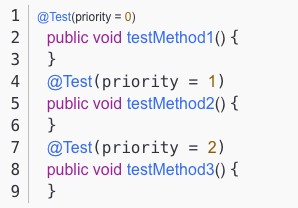 1 @Test(priority = 0)
2 public void testMethod1() {
3 }
4 @Test(priority = 1)
5 public void testMethod2() {
6 }
7 @Test(priority = 2)
8 public void testMethod3() {
9 }